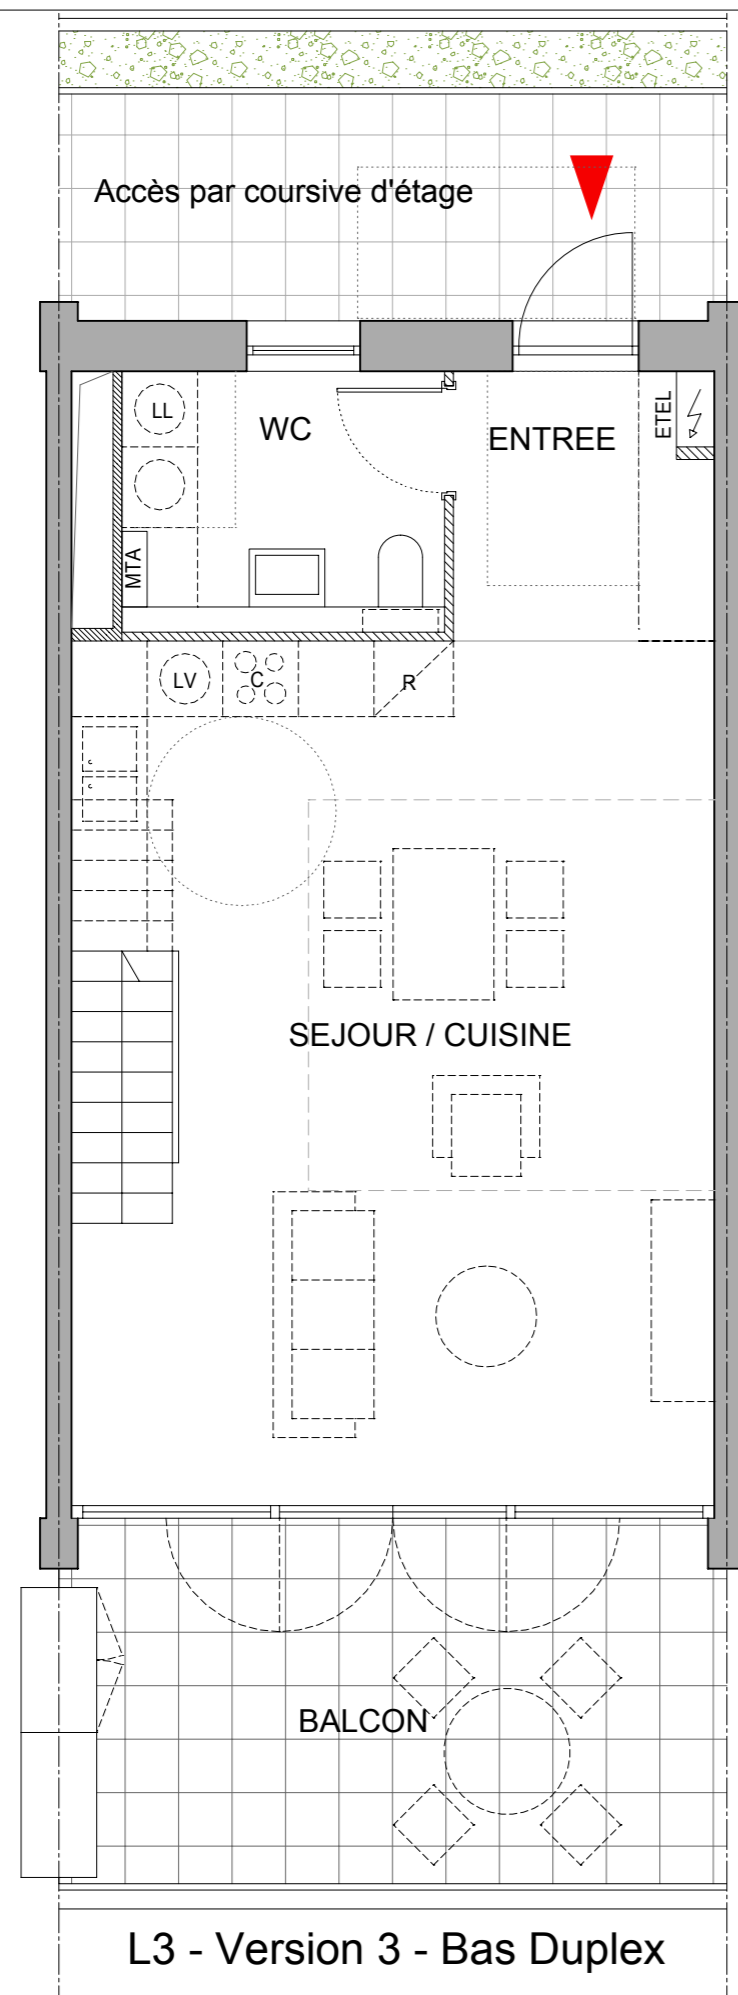 Accès par coursive d'étage
LL
WC
ENTREE
ETEL
MTA
LV
C
R
SEJOUR / CUISINE
BALCON
L3 - Version 3 - Bas Duplex